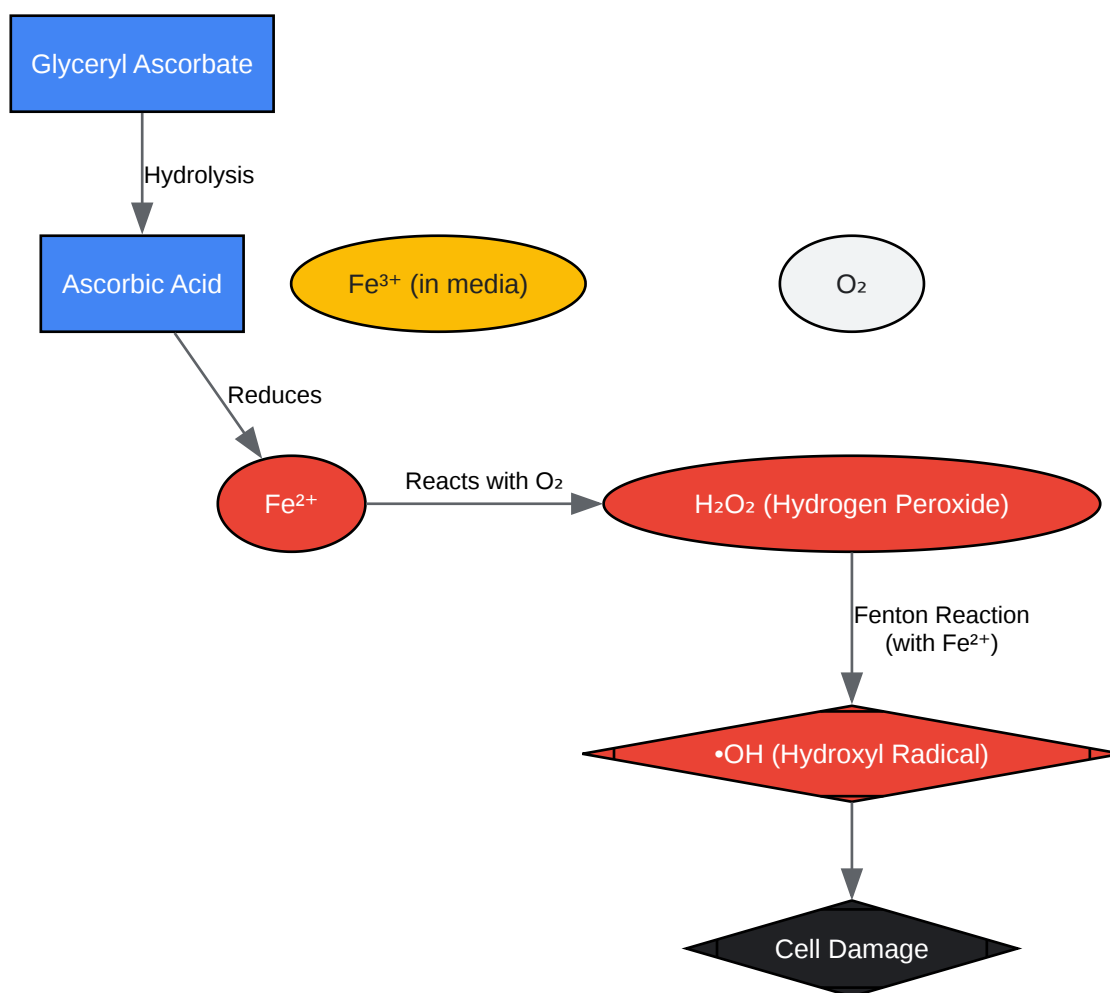 Glyceryl Ascorbate
Hydrolysis
Ascorbic Acid
Fe³⁺ (in media)
O₂
Reduces
Fe²⁺
Reacts with O₂
H₂O₂ (Hydrogen Peroxide)
Fenton Reaction
(with Fe²⁺)
•OH (Hydroxyl Radical)
Cell Damage